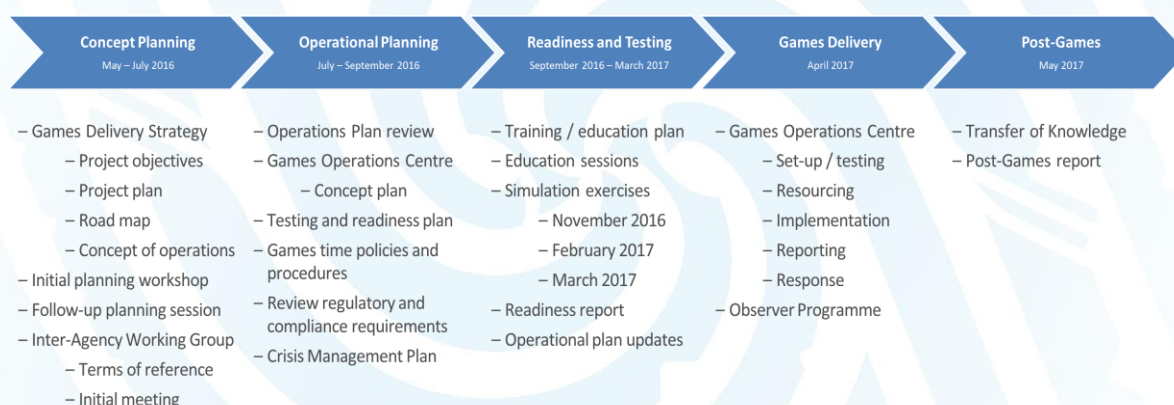 Concept Planning
May – July 2016
– Games Delivery Strategy
– Project objectives
– Project plan
– Road map
– Concept of operations
– Initial planning workshop
– Follow-up planning session
– Inter-Agency Working Group
– Terms of reference
– Initial meeting
Operational Planning
July – September 2016
– Operations Plan review
– Games Operations Centre
– Concept plan
– Testing and readiness plan
– Games time policies and
procedures
– Review regulatory and
compliance requirements
– Crisis Management Plan
Readiness and Testing
September 2016 – March 2017
– Training / education plan
– Education sessions
– Simulation exercises
– November 2016
– February 2017
– March 2017
– Readiness report
– Operational plan updates
Games Delivery
April 2017
– Games Operations Centre
– Set-up / testing
– Resourcing
– Implementation
– Reporting
– Response
– Observer Programme
Post-Games
May 2017
– Transfer of Knowledge
– Post-Games report